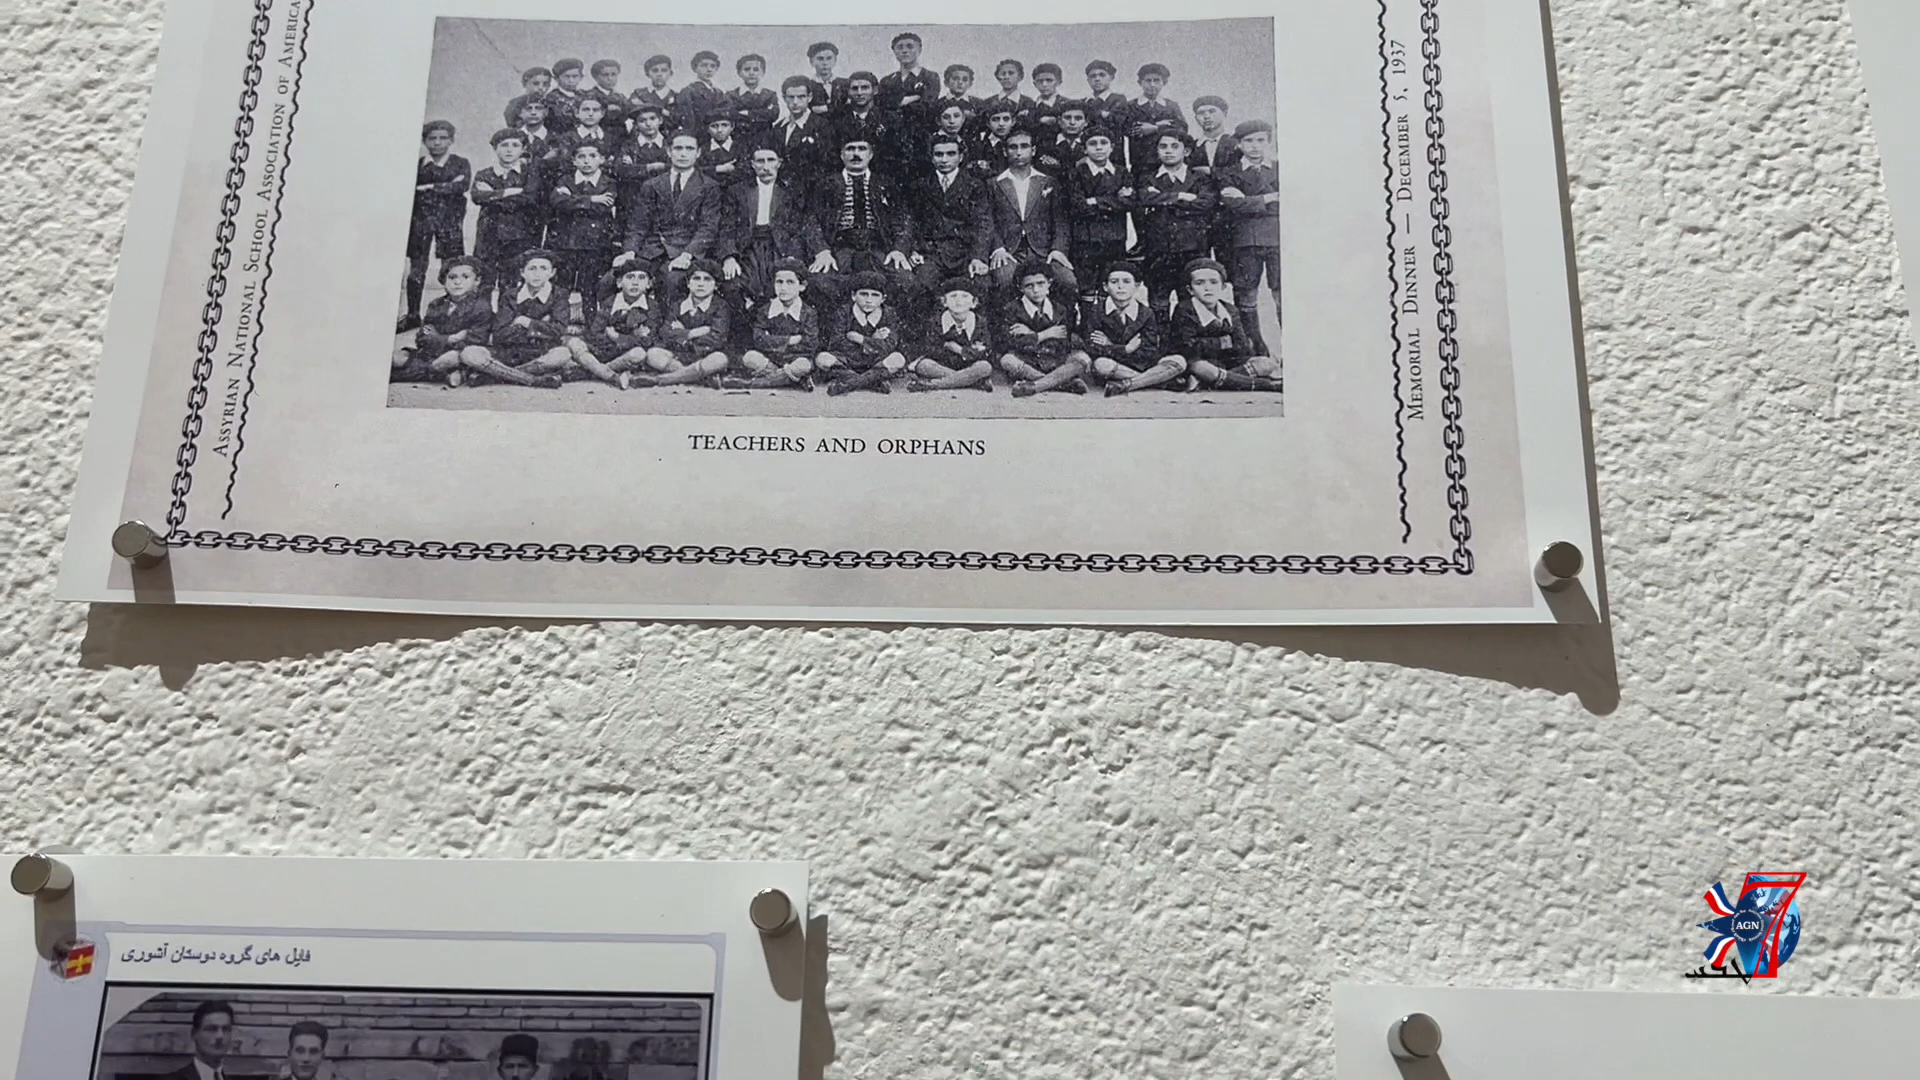 Assyrian National School Association of America
Memorial Dinner — December 5, 1937
TEACHERS AND ORPHANS
فایل های گروه دوستان آشوری
AGN
7